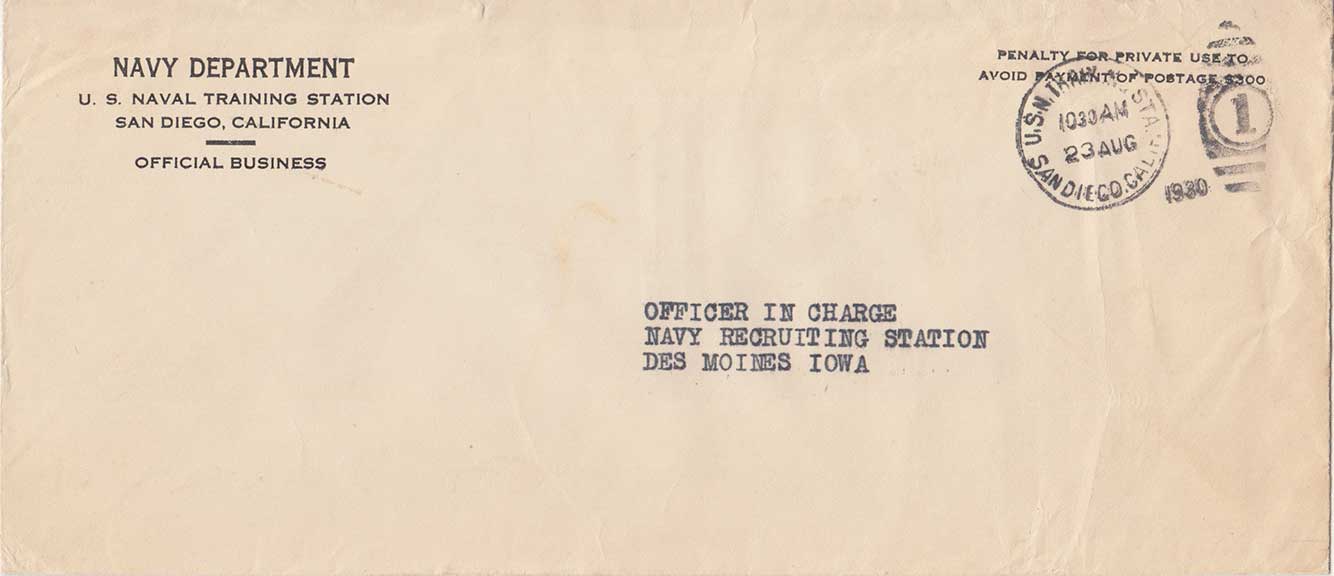 NAVY DEPARTMENT
U. S. NAVAL TRAINING STATION
SAN DIEGO, CALIFORNIA
OFFICIAL BUSINESS
PENALTY FOR PRIVATE USE TO
AVOID PAYMENT OF POSTAGE $300
U.S.N. TRAIN'G. STA.
1030 AM
23 AUG
SAN DIEGO, CALIF.
1930
1
OFFICER IN CHARGE
NAVY RECRUITING STATION
DES MOINES IOWA